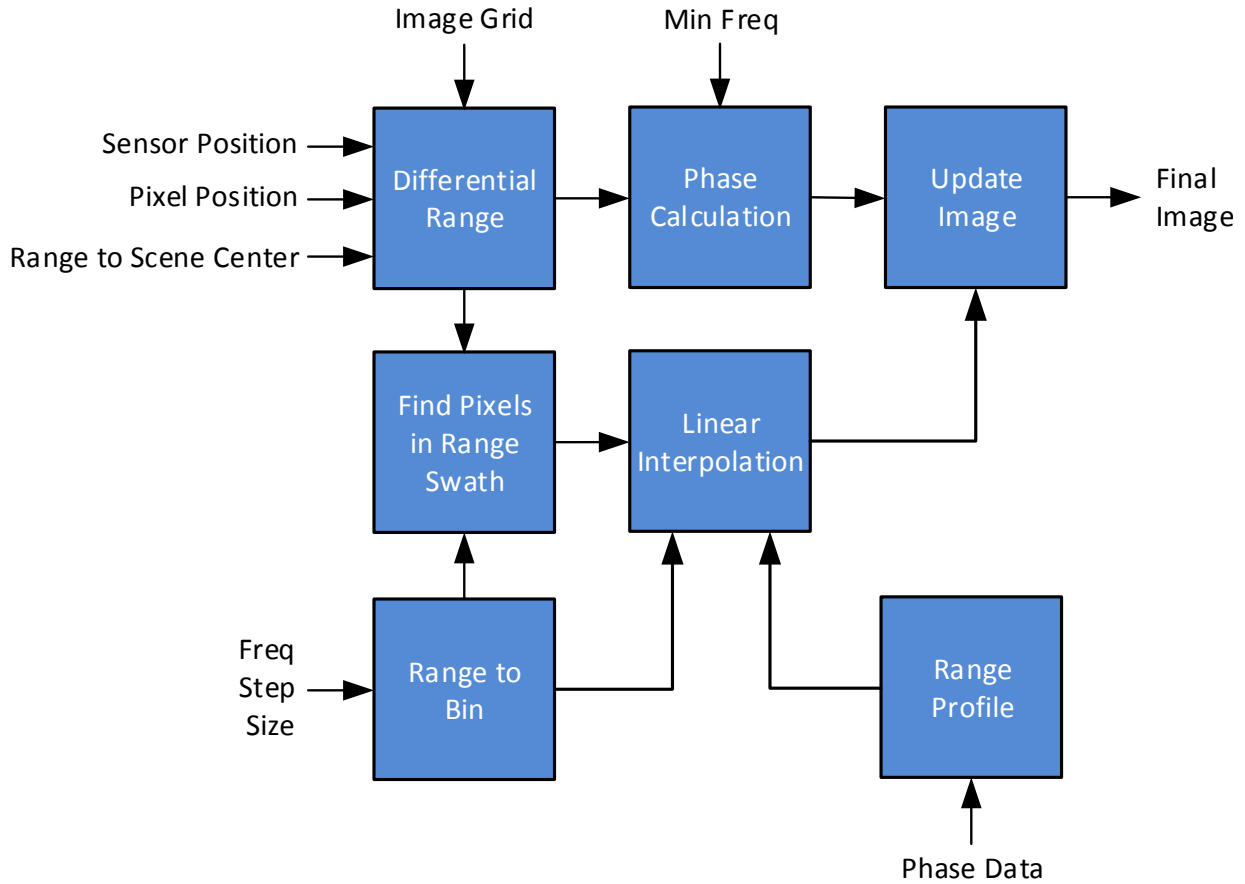 Image Grid
Min Freq
Sensor Position
Pixel Position
Range to Scene Center
Differential
Range
Phase
Calculation
Update
Image
Final
Image
Find Pixels
in Range
Swath
Linear
Interpolation
Freq
Step
Size
Range to
Bin
Range
Profile
Phase Data